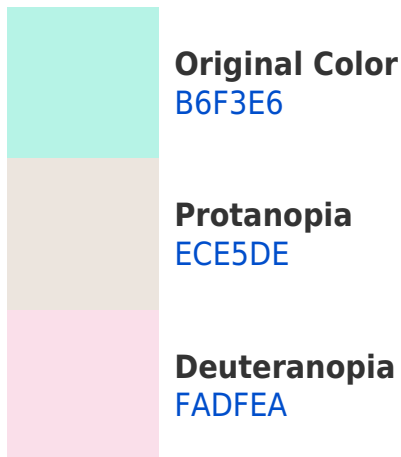 Original Color
B6F3E6
Protanopia
ECE5DE
Deuteranopia
FADFEA